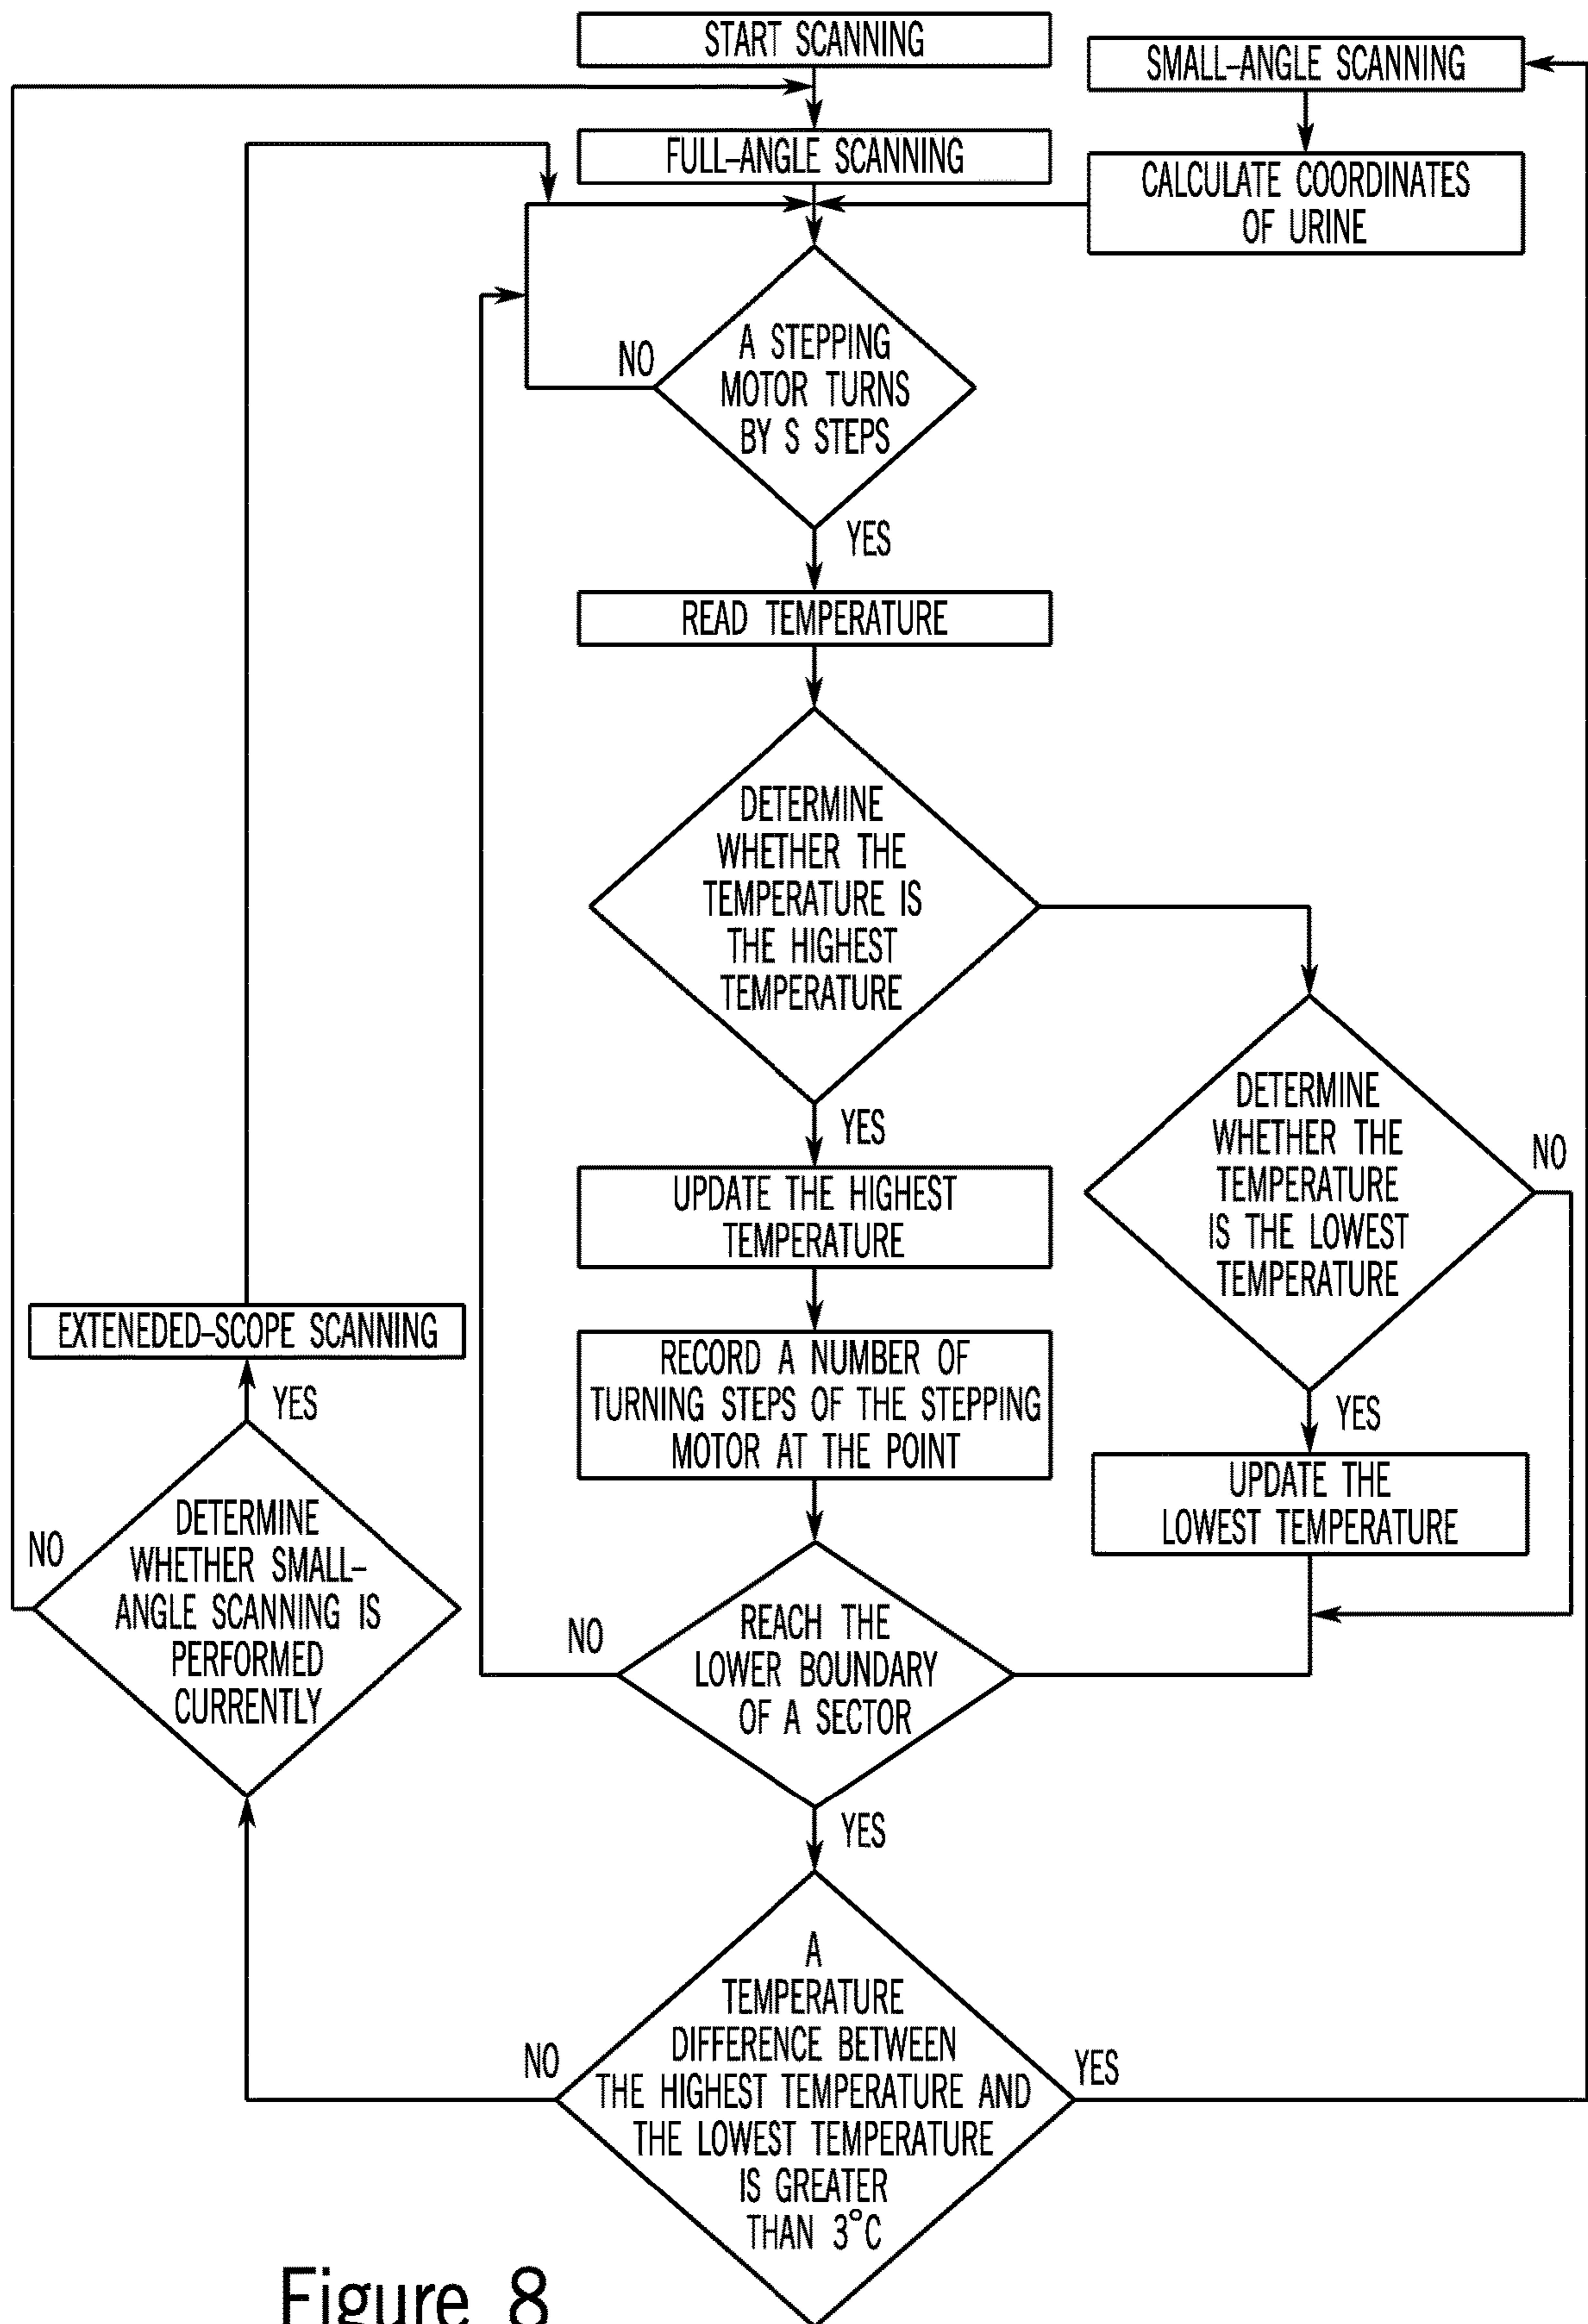 START SCANNING
SMALL–ANGLE SCANNING
FULL–ANGLE SCANNING
CALCULATE COORDINATES
OF URINE
A STEPPING
MOTOR TURNS
BY S STEPS
NO
YES
READ TEMPERATURE
DETERMINE
WHETHER THE
TEMPERATURE IS
THE HIGHEST
TEMPERATURE
YES
DETERMINE
WHETHER THE
TEMPERATURE
IS THE LOWEST
TEMPERATURE
NO
YES
UPDATE THE HIGHEST
TEMPERATURE
RECORD A NUMBER OF
TURNING STEPS OF THE STEPPING
MOTOR AT THE POINT
UPDATE THE
LOWEST TEMPERATURE
EXTENEDED–SCOPE SCANNING
YES
DETERMINE
WHETHER SMALL–
ANGLE SCANNING IS
PERFORMED
CURRENTLY
NO
REACH THE
LOWER BOUNDARY
OF A SECTOR
NO
YES
A
TEMPERATURE
DIFFERENCE BETWEEN
THE HIGHEST TEMPERATURE AND
THE LOWEST TEMPERATURE
IS GREATER
THAN 3°C
NO
YES
Figure 8